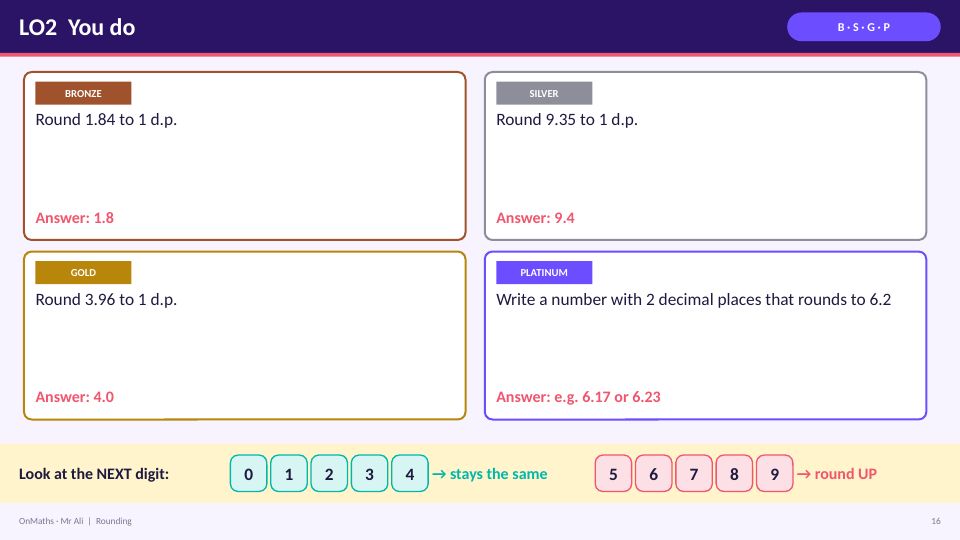 LO2  You do
B · S · G · P
BRONZE
Round 1.84 to 1 d.p.
Answer: 1.8
SILVER
Round 9.35 to 1 d.p.
Answer: 9.4
GOLD
Round 3.96 to 1 d.p.
Answer: 4.0
PLATINUM
Write a number with 2 decimal places that rounds to 6.2
Answer: e.g. 6.17 or 6.23
Look at the NEXT digit: 0 1 2 3 4 → stays the same 5 6 7 8 9 → round UP
OnMaths · Mr Ali | Rounding 16